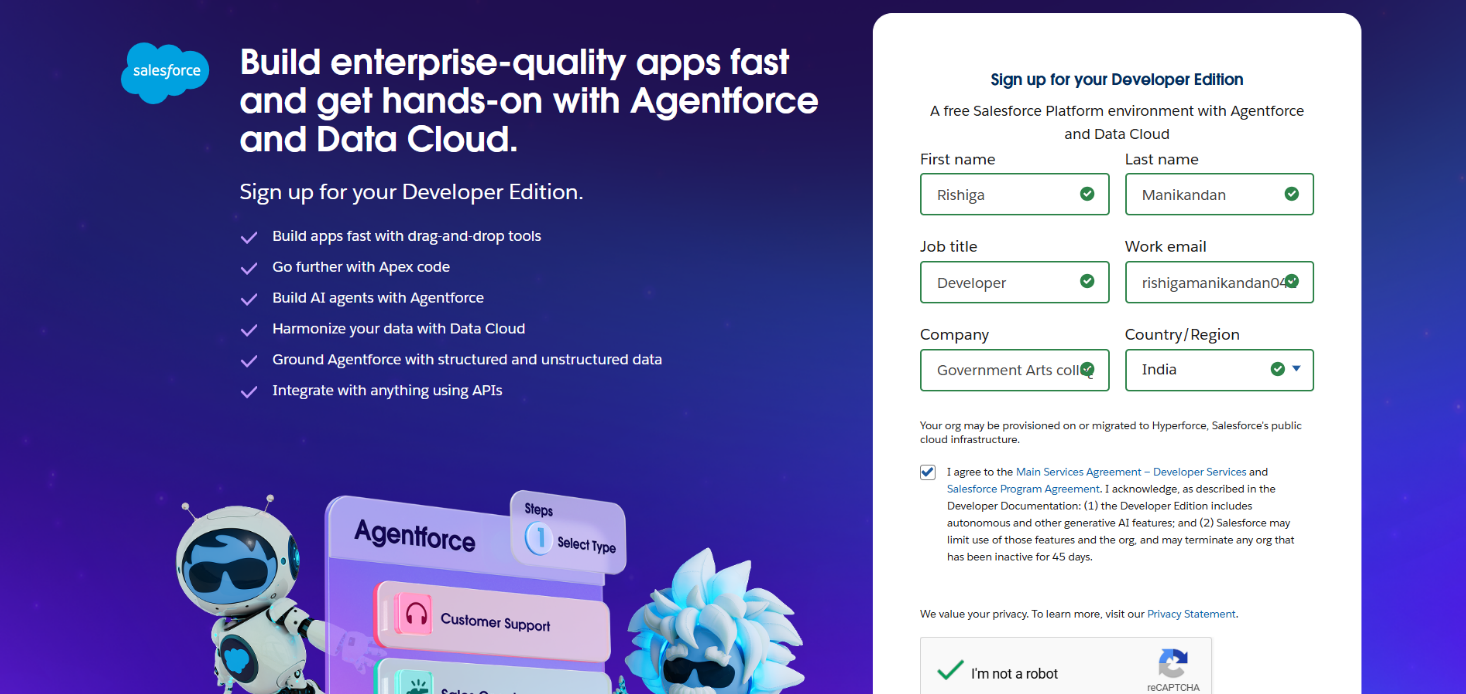 salesforce
Build enterprise-quality apps fast
and get hands-on with Agentforce
and Data Cloud.
Sign up for your Developer Edition.
Build apps fast with drag-and-drop tools
Go further with Apex code
Build AI agents with Agentforce
Harmonize your data with Data Cloud
Ground Agentforce with structured and unstructured data
Integrate with anything using APIs
Agentforce
Steps
1 Select Type
Customer Support
Sign up for your Developer Edition
A free Salesforce Platform environment with Agentforce
and Data Cloud
First name
Last name
Rishiga
Manikandan
Job title
Work email
Developer
rishigamanikandan04
Company
Country/Region
Government Arts coll
India
Your org may be provisioned on or migrated to Hyperforce, Salesforce's public
cloud infrastructure.
I agree to the Main Services Agreement – Developer Services and
Salesforce Program Agreement. I acknowledge, as described in the
Developer Documentation: (1) the Developer Edition includes
autonomous and other generative AI features; and (2) Salesforce may
limit use of those features and the org, and may terminate any org that
has been inactive for 45 days.
We value your privacy. To learn more, visit our Privacy Statement.
I'm not a robot
reCAPTCHA